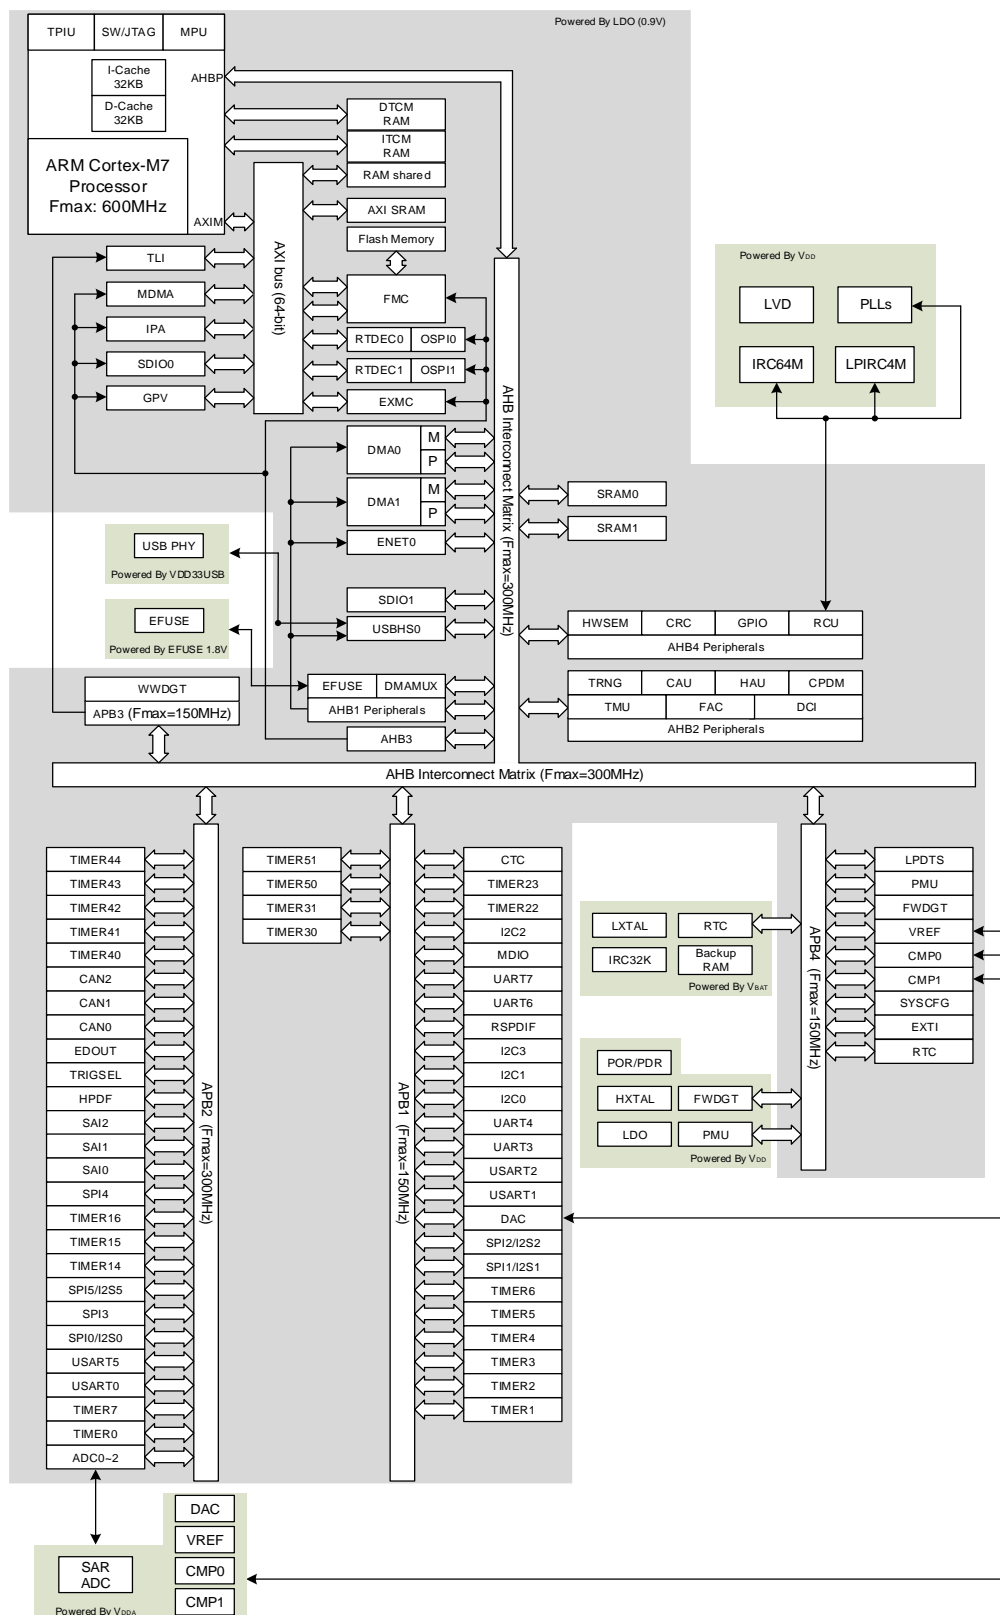 Powered By LDO (0.9V)
TPIU
SW/JTAG
MPU
I-Cache
32KB
D-Cache
32KB
AHBP
ARM Cortex-M7
Processor
Fmax: 600MHz
AXIM
DTCM
RAM
ITCM
RAM
RAM shared
AXI SRAM
Flash Memory
FMC
RTDEC0
OSPI0
RTDEC1
OSPI1
EXMC
AXI bus (64-bit)
TLI
MDMA
IPA
SDIO0
GPV
AHB Interconnect Matrix (Fmax=300MHz)
Powered By VDD
LVD
PLLs
IRC64M
LPIRC4M
DMA0
M
P
DMA1
M
P
ENET0
SRAM0
SRAM1
USB PHY
Powered By VDD33USB
EFUSE
Powered By EFUSE 1.8V
SDIO1
USBHS0
HWSEM
CRC
GPIO
RCU
AHB4 Peripherals
EFUSE
DMAMUX
AHB1 Peripherals
AHB3
TRNG
CAU
HAU
CPDM
TMU
FAC
DCI
AHB2 Peripherals
WWDGT
APB3 (Fmax=150MHz)
AHB Interconnect Matrix (Fmax=300MHz)
TIMER44
TIMER43
TIMER42
TIMER41
TIMER40
CAN2
CAN1
CAN0
EDOUT
TRIGSEL
HPDF
SAI2
SAI1
SAI0
SPI4
TIMER16
TIMER15
TIMER14
SPI5/I2S5
SPI3
SPI0/I2S0
USART5
USART0
TIMER7
TIMER0
ADC0~2
APB2 (Fmax=300MHz)
TIMER51
TIMER50
TIMER31
TIMER30
APB1 (Fmax=150MHz)
CTC
TIMER23
TIMER22
I2C2
MDIO
UART7
UART6
RSPDIF
I2C3
I2C1
I2C0
UART4
UART3
USART2
USART1
DAC
SPI2/I2S2
SPI1/I2S1
TIMER6
TIMER5
TIMER4
TIMER3
TIMER2
TIMER1
LXTAL
RTC
IRC32K
Backup
RAM
Powered By VBAT
POR/PDR
HXTAL
FWDGT
LDO
PMU
Powered By VDD
APB4 (Fmax=150MHz)
LPDTS
PMU
FWDGT
VREF
CMP0
CMP1
SYSCFG
EXTI
RTC
DAC
VREF
CMP0
CMP1
SAR
ADC
Powered By VDDA